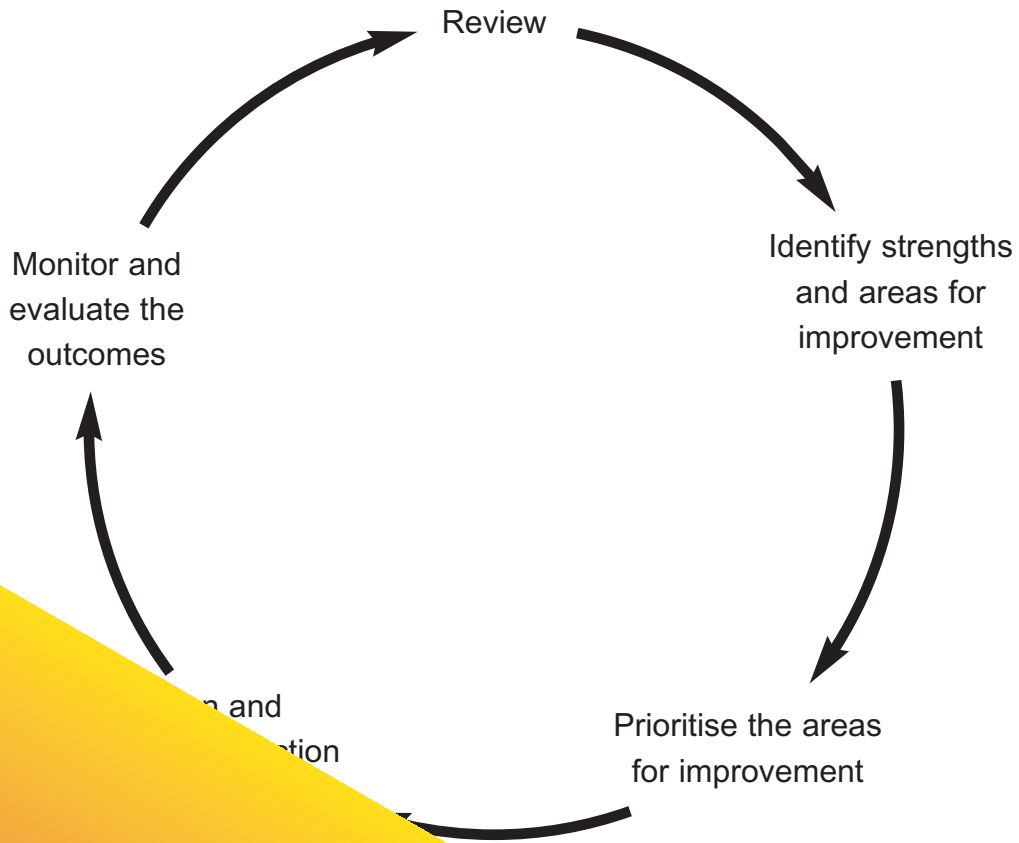 Review
Identify strengths
and areas for
improvement
Prioritise the areas
for improvement
and
Monitor and
evaluate the
outcomes